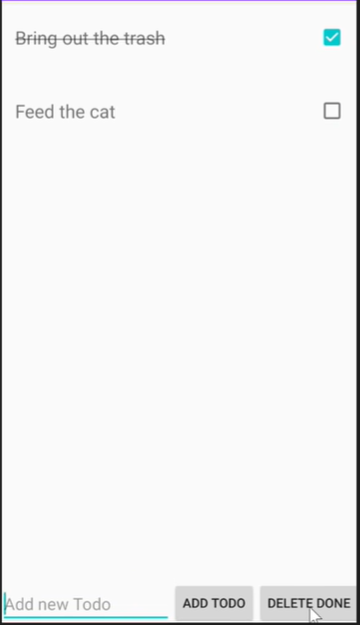 Bring out the trash
Feed the cat
Add new Todo
ADD TODO
DELETE DONE